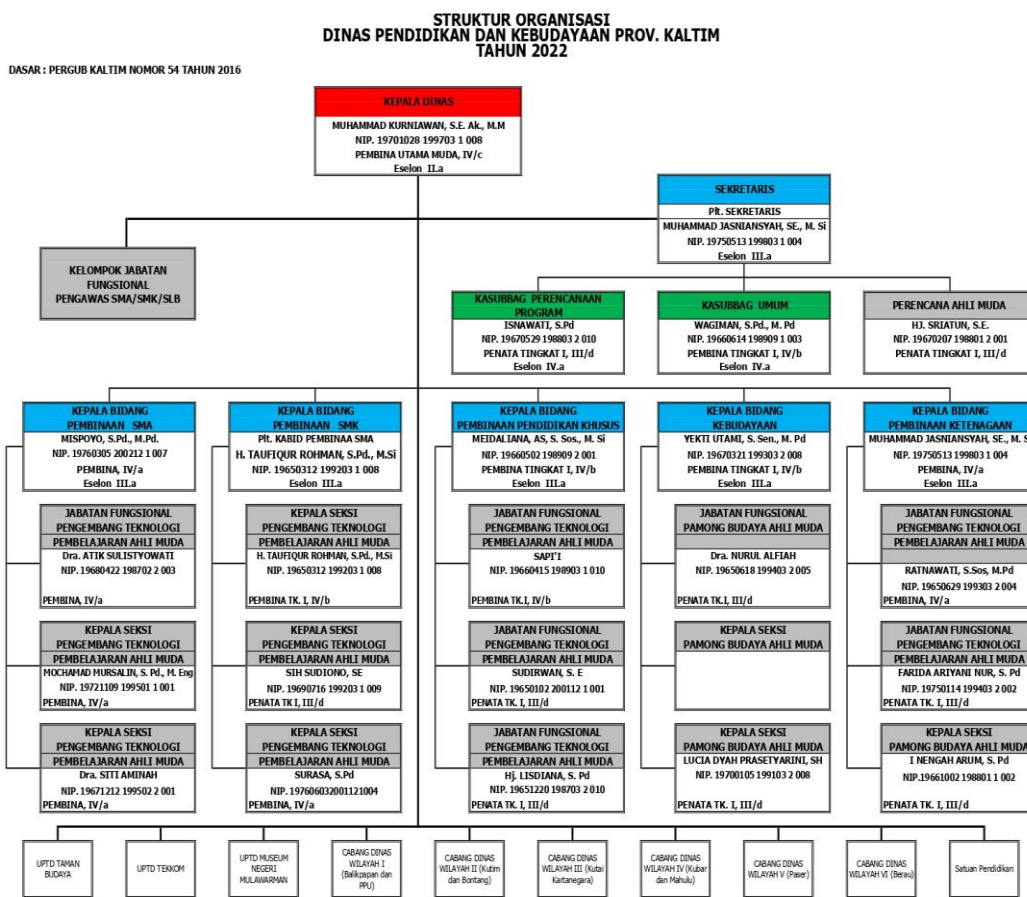 STRUKTUR ORGANISASI
DINAS PENDIDIKAN DAN KEBUDAYAAN PROV. KALTIM
TAHUN 2022
DASAR : PERGUB KALTIM NOMOR 54 TAHUN 2016
KEPALA DINAS
MUHAMMAD KURNIAWAN, S.E. Ak., M.M
NIP. 19701028 199703 1 008
PEMBINA UTAMA MUDA, IV/c
Eselon II.a
SEKRETARIS
Plt. SEKRETARIS
MUHAMMAD JASNIANSYAH, SE., M. Si
NIP. 19750513 199803 1 004
Eselon III.a
KELOMPOK JABATAN
FUNGSIONAL
PENGAWAS SMA/SMK/SLB
KASUBBAG PERENCANAAN
PROGRAM
ISNAWATI, S.Pd
NIP. 19670529 198803 2 010
PENATA TINGKAT I, III/d
Eselon IV.a
KASUBBAG UMUM
WAGIMAN, S.Pd., M. Pd
NIP. 19660614 198909 1 003
PEMBINA TINGKAT I, IV/b
Eselon IV.a
PERENCANA AHLI MUDA
HJ. SRIATUN, S.E.
NIP. 19670207 198801 2 001
PENATA TINGKAT I, III/d
KEPALA BIDANG
PEMBINAAN SMA
MISPOYO, S.Pd., M.Pd.
NIP. 19760305 200212 1 007
PEMBINA, IV/a
Eselon III.a
KEPALA BIDANG
PEMBINAAN SMK
Plt. KABID PEMBINAA SMA
H. TAUFIQUR ROHMAN, S.Pd., M.Si
NIP. 19650312 199203 1 008
Eselon III.a
KEPALA BIDANG
PEMBINAAN PENDIDIKAN KHUSUS
MEIDALIANA, AS, S. Sos., M. Si
NIP. 19660502 198909 2 001
PEMBINA TINGKAT I, IV/b
Eselon III.a
KEPALA BIDANG
KEBUDAYAAN
YEKTI UTAMI, S. Sen., M. Pd
NIP. 19670321 199303 2 008
PEMBINA TINGKAT I, IV/b
Eselon III.a
KEPALA BIDANG
PEMBINAAN KETENAGAAN
MUHAMMAD JASNIANSYAH, SE., M. S
NIP. 19750513 199803 1 004
PEMBINA, IV/a
Eselon III.a
JABATAN FUNGSIONAL
PENGEMBANG TEKNOLOGI
PEMBELAJARAN AHLI MUDA
Dra. ATIK SULISTYOWATI
NIP. 19680422 198702 2 003
PEMBINA, IV/a
KEPALA SEKSI
PENGEMBANG TEKNOLOGI
PEMBELAJARAN AHLI MUDA
H. TAUFIQUR ROHMAN, S.Pd., M.Si
NIP. 19650312 199203 1 008
PEMBINA TK. I, IV/b
JABATAN FUNGSIONAL
PENGEMBANG TEKNOLOGI
PEMBELAJARAN AHLI MUDA
SAPI'I
NIP. 19660415 198903 1 010
PEMBINA TK.I, IV/b
JABATAN FUNGSIONAL
PAMONG BUDAYA AHLI MUDA
Dra. NURUL ALFIAH
NIP. 19650618 199403 2 005
PENATA TK.I, III/d
JABATAN FUNGSIONAL
PENGEMBANG TEKNOLOGI
PEMBELAJARAN AHLI MUDA
RATNAWATI, S.Sos, M.Pd
NIP. 19650629 199303 2 004
PEMBINA, IV/a
KEPALA SEKSI
PENGEMBANG TEKNOLOGI
PEMBELAJARAN AHLI MUDA
MOCHAMAD MURSALIN, S. Pd., M. Eng
NIP. 19721109 199501 1 001
PEMBINA, IV/a
KEPALA SEKSI
PENGEMBANG TEKNOLOGI
PEMBELAJARAN AHLI MUDA
SIH SUDIONO, SE
NIP. 19690716 199203 1 009
PENATA TK I, III/d
JABATAN FUNGSIONAL
PENGEMBANG TEKNOLOGI
PEMBELAJARAN AHLI MUDA
SUDIRWAN, S. E
NIP. 19650102 200112 1 001
PENATA TK. I, III/d
KEPALA SEKSI
PAMONG BUDAYA AHLI MUDA
JABATAN FUNGSIONAL
PENGEMBANG TEKNOLOGI
PEMBELAJARAN AHLI MUDA
FARIDA ARIYANI NUR, S. Pd
NIP. 19750114 199403 2 002
PENATA TK. I, III/d
KEPALA SEKSI
PENGEMBANG TEKNOLOGI
PEMBELAJARAN AHLI MUDA
Dra. SITI AMINAH
NIP. 19671212 199502 2 001
PEMBINA, IV/a
KEPALA SEKSI
PENGEMBANG TEKNOLOGI
PEMBELAJARAN AHLI MUDA
SURASA, S.Pd
NIP. 197606032001121004
PEMBINA, IV/a
JABATAN FUNGSIONAL
PENGEMBANG TEKNOLOGI
PEMBELAJARAN AHLI MUDA
Hj. LISDIANA, S. Pd
NIP. 19651220 198703 2 010
PENATA TK. I, III/d
KEPALA SEKSI
PAMONG BUDAYA AHLI MUDA
LUCIA DYAH PRASETYARINI, SH
NIP. 19700105 199103 2 008
PENATA TK. I, III/d
KEPALA SEKSI
PAMONG BUDAYA AHLI MUDA
I NENGAH ARUM, S. Pd
NIP.19661002 198801 1 002
PENATA TK. I, III/d
UPTD TAMAN
BUDAYA
UPTD TEKKOM
UPTD MUSEUM
NEGERI
MULAWARMAN
CABANG DINAS
WILAYAH I
(Balikpapan dan
PPU)
CABANG DINAS
WILAYAH II (Kutim
dan Bontang)
CABANG DINAS
WILAYAH III (Kutai
Kartanegara)
CABANG DINAS
WILAYAH IV (Kubar
dan Mahulu)
CABANG DINAS
WILAYAH V (Paser)
CABANG DINAS
WILAYAH VI (Berau)
Satuan Pendidikan